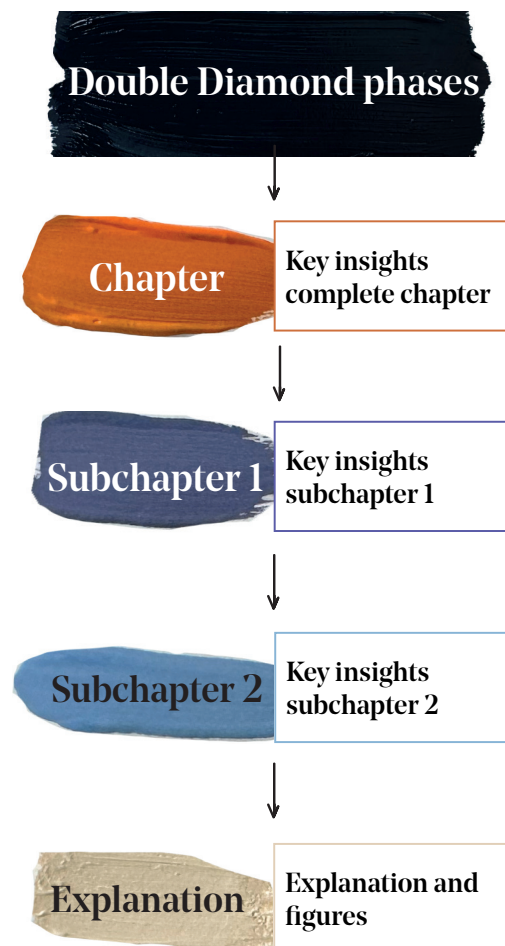 Double Diamond phases
Chapter
Key insights
complete chapter
Subchapter 1
Key insights
subchapter 1
Subchapter 2
Key insights
subchapter 2
Explanation
Explanation and
figures